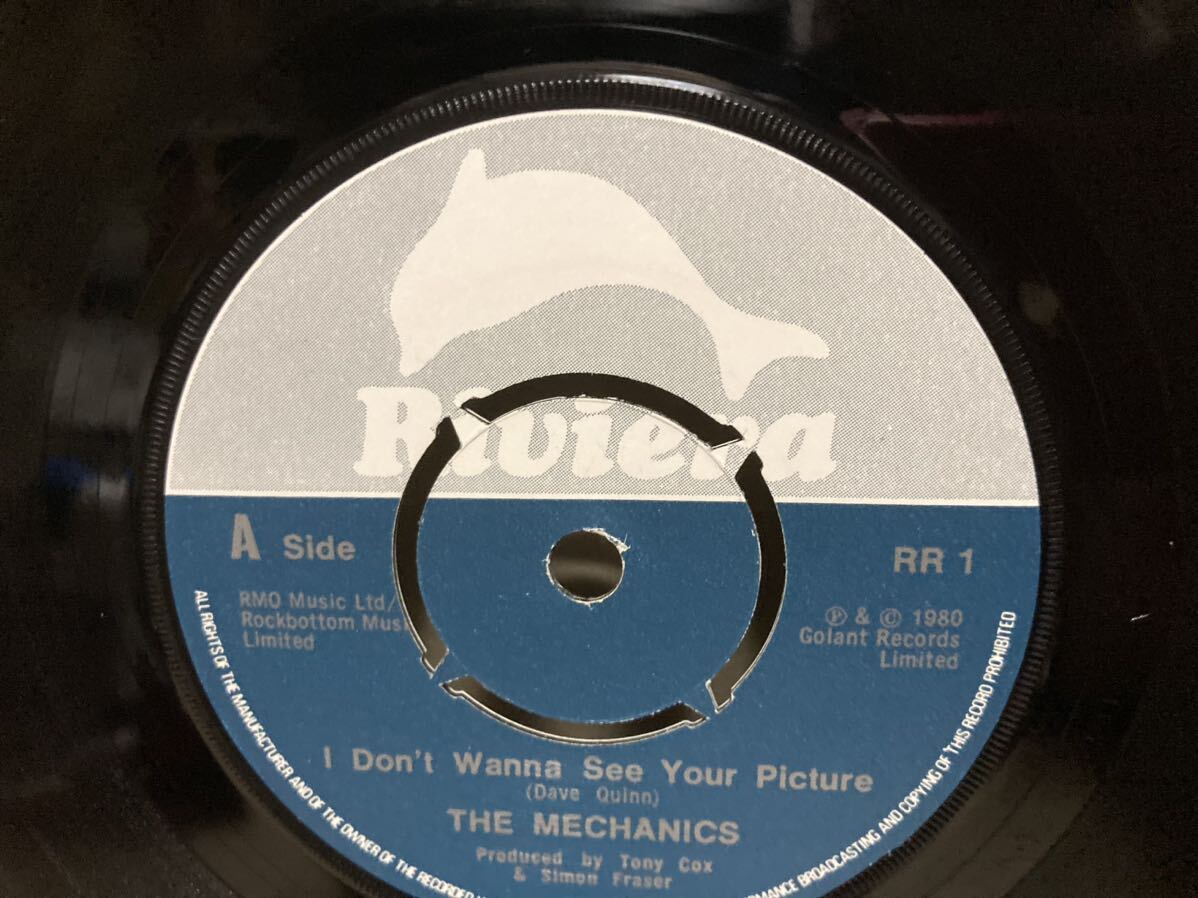 Riviera
A Side
RR 1
RMO Music Ltd/
Rockbottom Musi
Limited
℗ & © 1980
Golant Records
Limited
I Don't Wanna See Your Picture
(Dave Quinn)
THE MECHANICS
Produced by Tony Cox
& Simon Fraser
ALL RIGHTS OF THE MANUFACTURER AND OF THE OWNER OF THE RECORDED
BROADCASTING AND COPYING OF THIS RECORD PROHIBITED